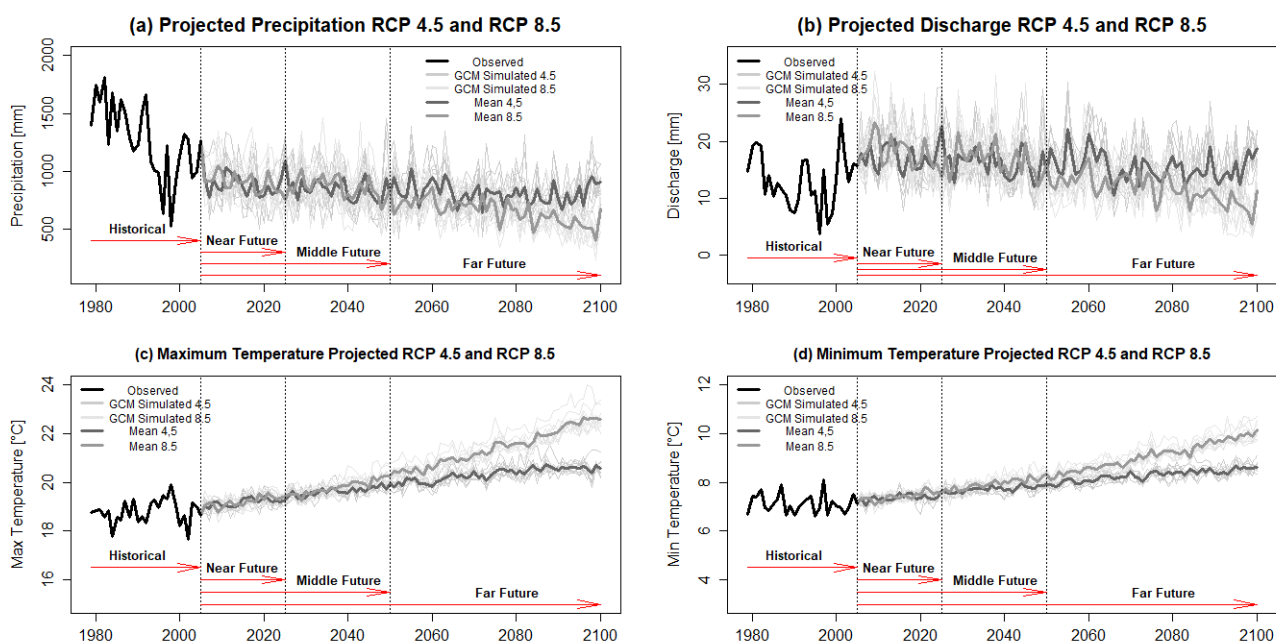 (a) Projected Precipitation RCP 4.5 and RCP 8.5
Precipitation [mm]
2000
1500
1000
500
Observed
GCM Simulated 4.5
GCM Simulated 8.5
Mean 4,5
Mean 8.5
Historical
Near Future
Middle Future
Far Future
1980 2000 2020 2040 2060 2080 2100
(b) Projected Discharge RCP 4.5 and RCP 8.5
Discharge [mm]
30
20
10
0
Observed
GCM Simulated 4.5
GCM Simulated 8.5
Mean 4,5
Mean 8.5
Historical
Near Future
Middle Future
Far Future
1980 2000 2020 2040 2060 2080 2100
(c) Maximum Temperature Projected RCP 4.5 and RCP 8.5
Max Temperature [°C]
24
22
20
18
16
Observed
GCM Simulated 4.5
GCM Simulated 8.5
Mean 4,5
Mean 8.5
Historical
Near Future
Middle Future
Far Future
1980 2000 2020 2040 2060 2080 2100
(d) Minimum Temperature Projected RCP 4.5 and RCP 8.5
Min Temperature [°C]
12
10
8
6
4
Observed
GCM Simulated 4.5
GCM Simulated 8.5
Mean 4,5
Mean 8.5
Historical
Near Future
Middle Future
Far Future
1980 2000 2020 2040 2060 2080 2100